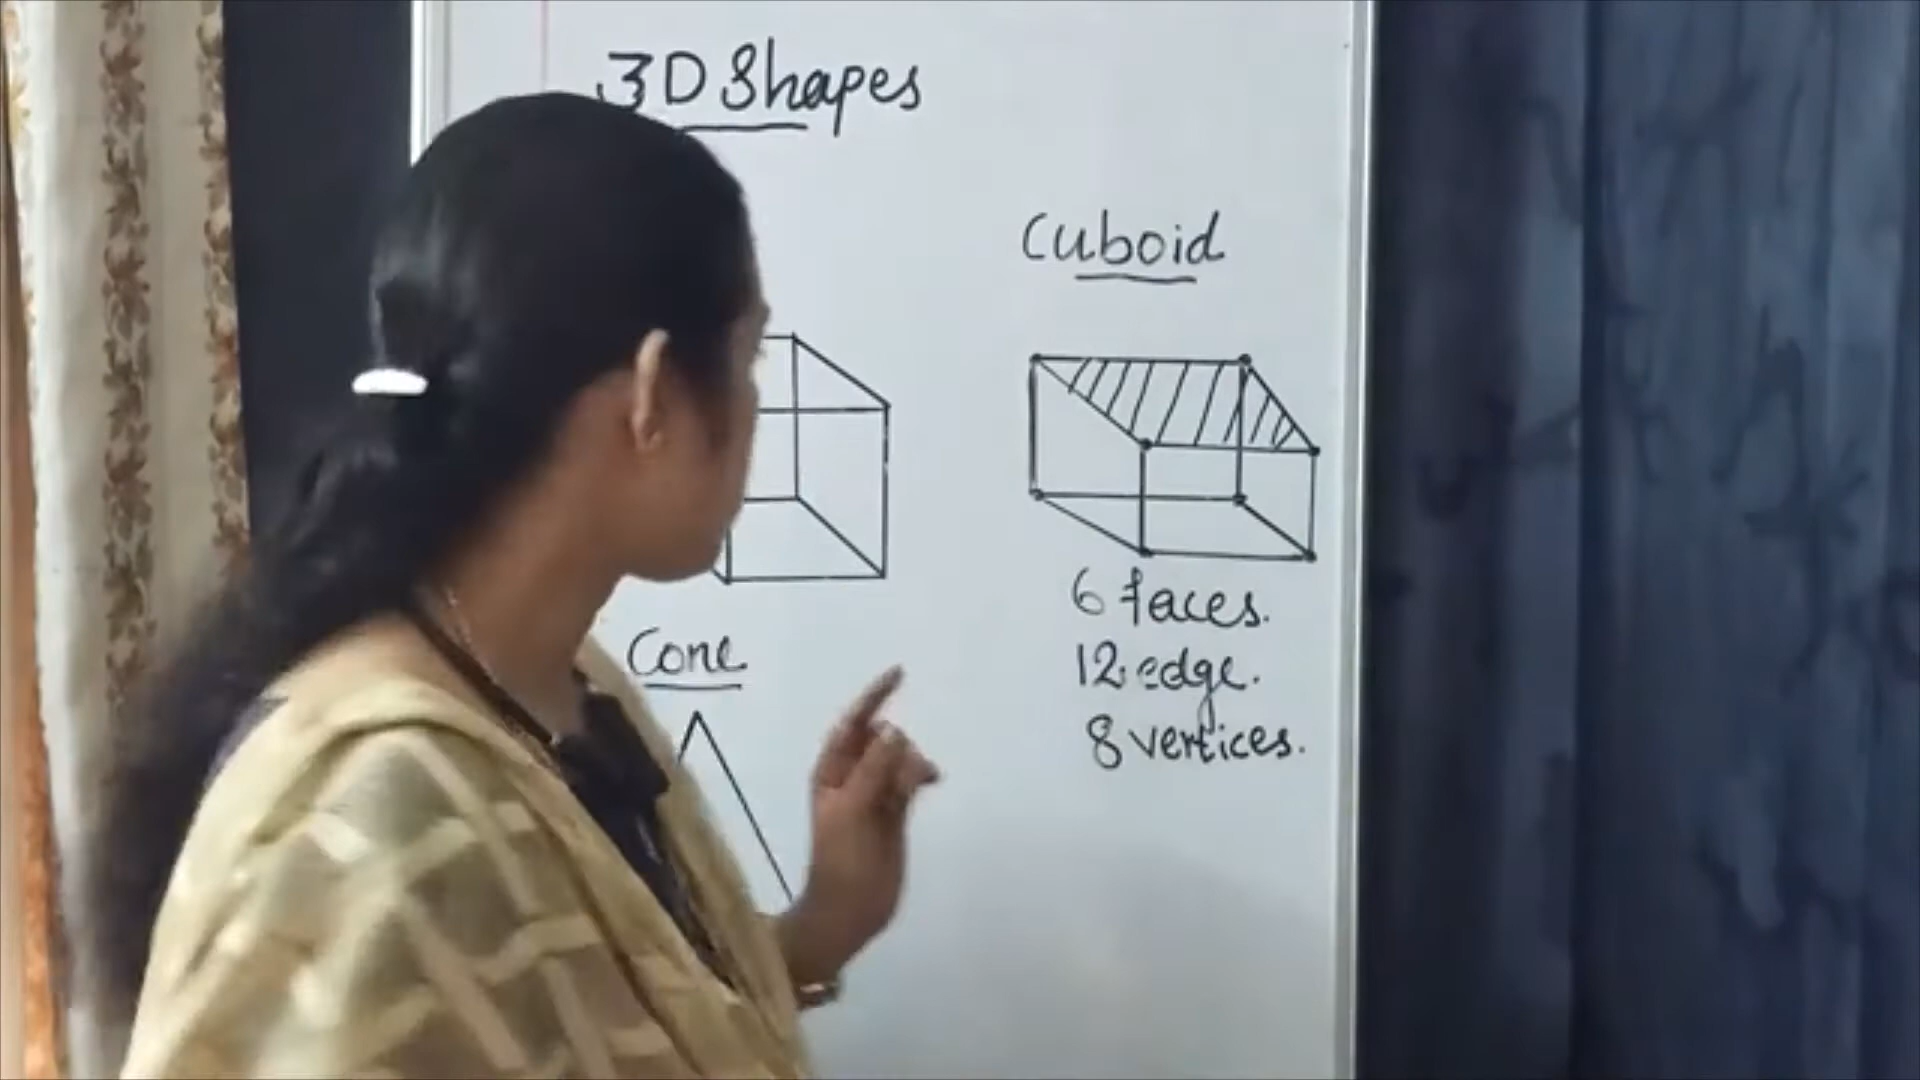 3D Shapes
Cuboid
6 faces.
12 edge.
8 vertices.
Cone